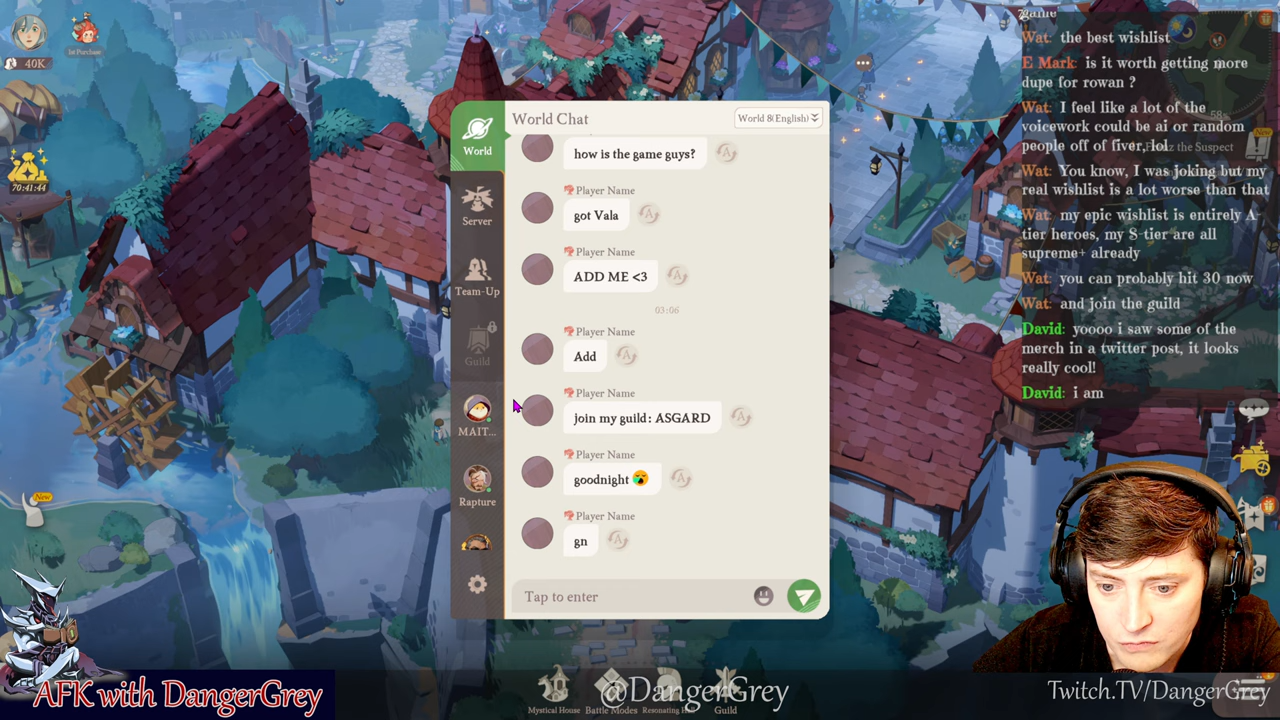 1st Purchase
40K
70:41:44
New
World
Server
Team-Up
Guild
MAIT...
Rapture
World Chat
World 8(English)
how is the game guys?
Player Name
got Vala
Player Name
ADD ME <3
03:06
Player Name
Add
Player Name
join my guild: ASGARD
Player Name
goodnight
Player Name
gn
Tap to enter
game
Wat: the best wishlist
E Mark: is it worth getting more
dupe for rowan ?
Wat: I feel like a lot of the
voicework could be ai or random
people off of fiver, lol
Wat: You know, I was joking but my
real wishlist is a lot worse than that
Wat: my epic wishlist is entirely A-
tier heroes, my S-tier are all
supreme+ already
Wat: you can probably hit 30 now
Wat: and join the guild
David: yoooo i saw some of the
merch in a twitter post, it looks
really cool!
David: i am
the Suspect
New
AFK with DangerGrey
@DangerGrey
Mystical House
Battle Modes
Guild
Twitch.TV/DangerGrey